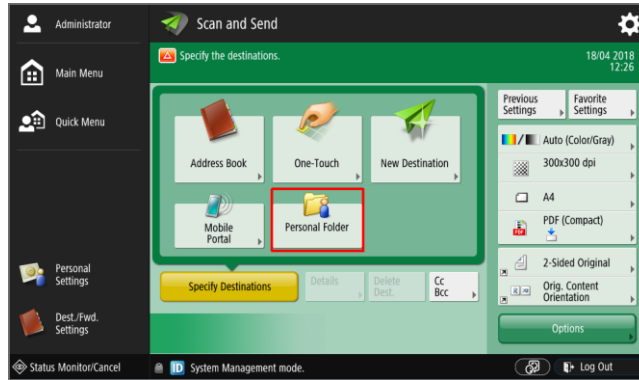 Administrator
Main Menu
Quick Menu
Personal
Settings
Dest./Fwd.
Settings
Status Monitor/Cancel
Scan and Send
Specify the destinations.
18/04 2018
12:26
Address Book
One-Touch
New Destination
Mobile
Portal
Personal Folder
Specify Destinations
Details
Delete
Dest.
Cc
Bcc
Previous
Settings
Favorite
Settings
Auto (Color/Gray)
300x300 dpi
A4
PDF (Compact)
2-Sided Original
Orig. Content
Orientation
Options
ID System Management mode.
Log Out